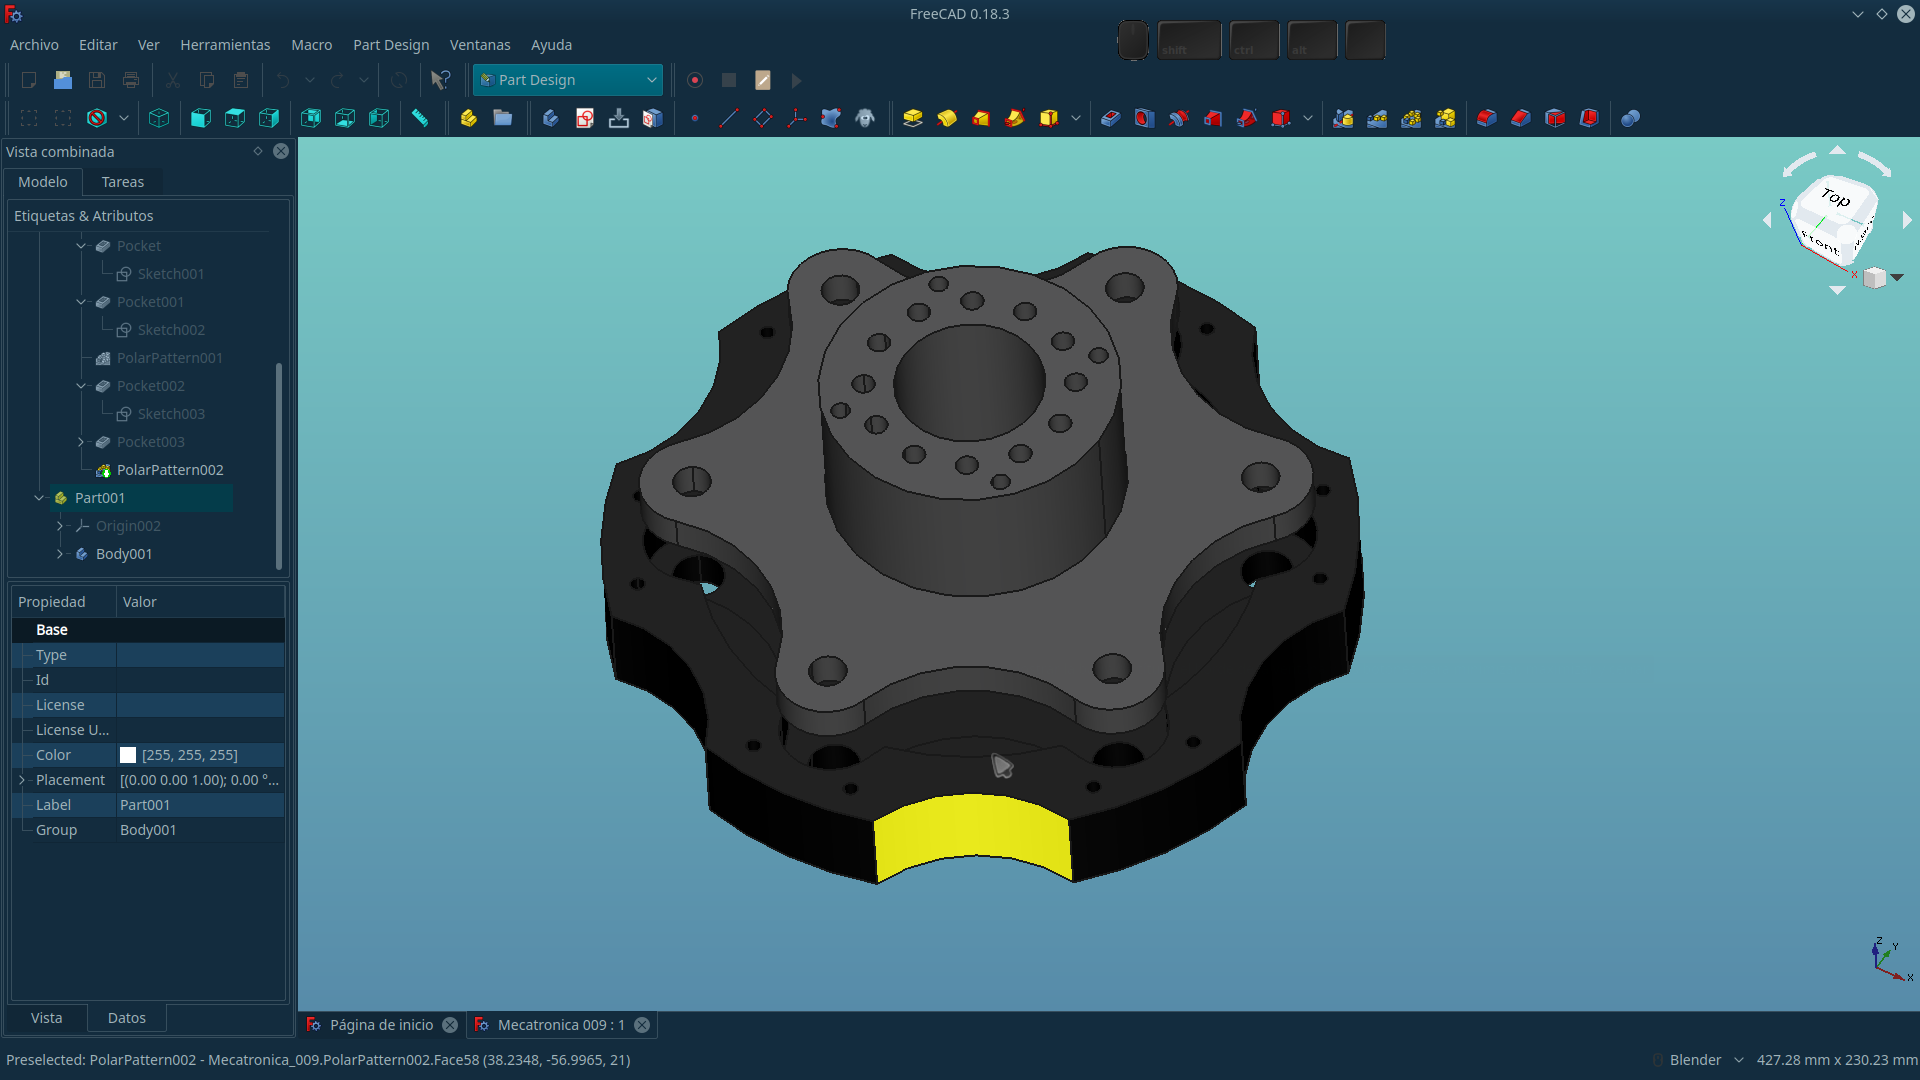 FreeCAD 0.18.3
Archivo Editar Ver Herramientas Macro Part Design Ventanas Ayuda
shift ctrl alt
Part Design
Vista combinada
Modelo Tareas
Etiquetas & Atributos
Pocket
Sketch001
Pocket001
Sketch002
PolarPattern001
Pocket002
Sketch003
Pocket003
PolarPattern002
Part001
Origin002
Body001
Propiedad Valor
Base
Type
Id
License
License U...
Color [255, 255, 255]
Placement [(0.00 0.00 1.00); 0.00 º...
Label Part001
Group Body001
Vista Datos
Top
Front
Z
X
Z
Y
X
Página de inicio Mecatronica 009 : 1
Preselected: PolarPattern002 - Mecatronica_009.PolarPattern002.Face58 (38.2348, -56.9965, 21)
Blender 427.28 mm x 230.23 mm